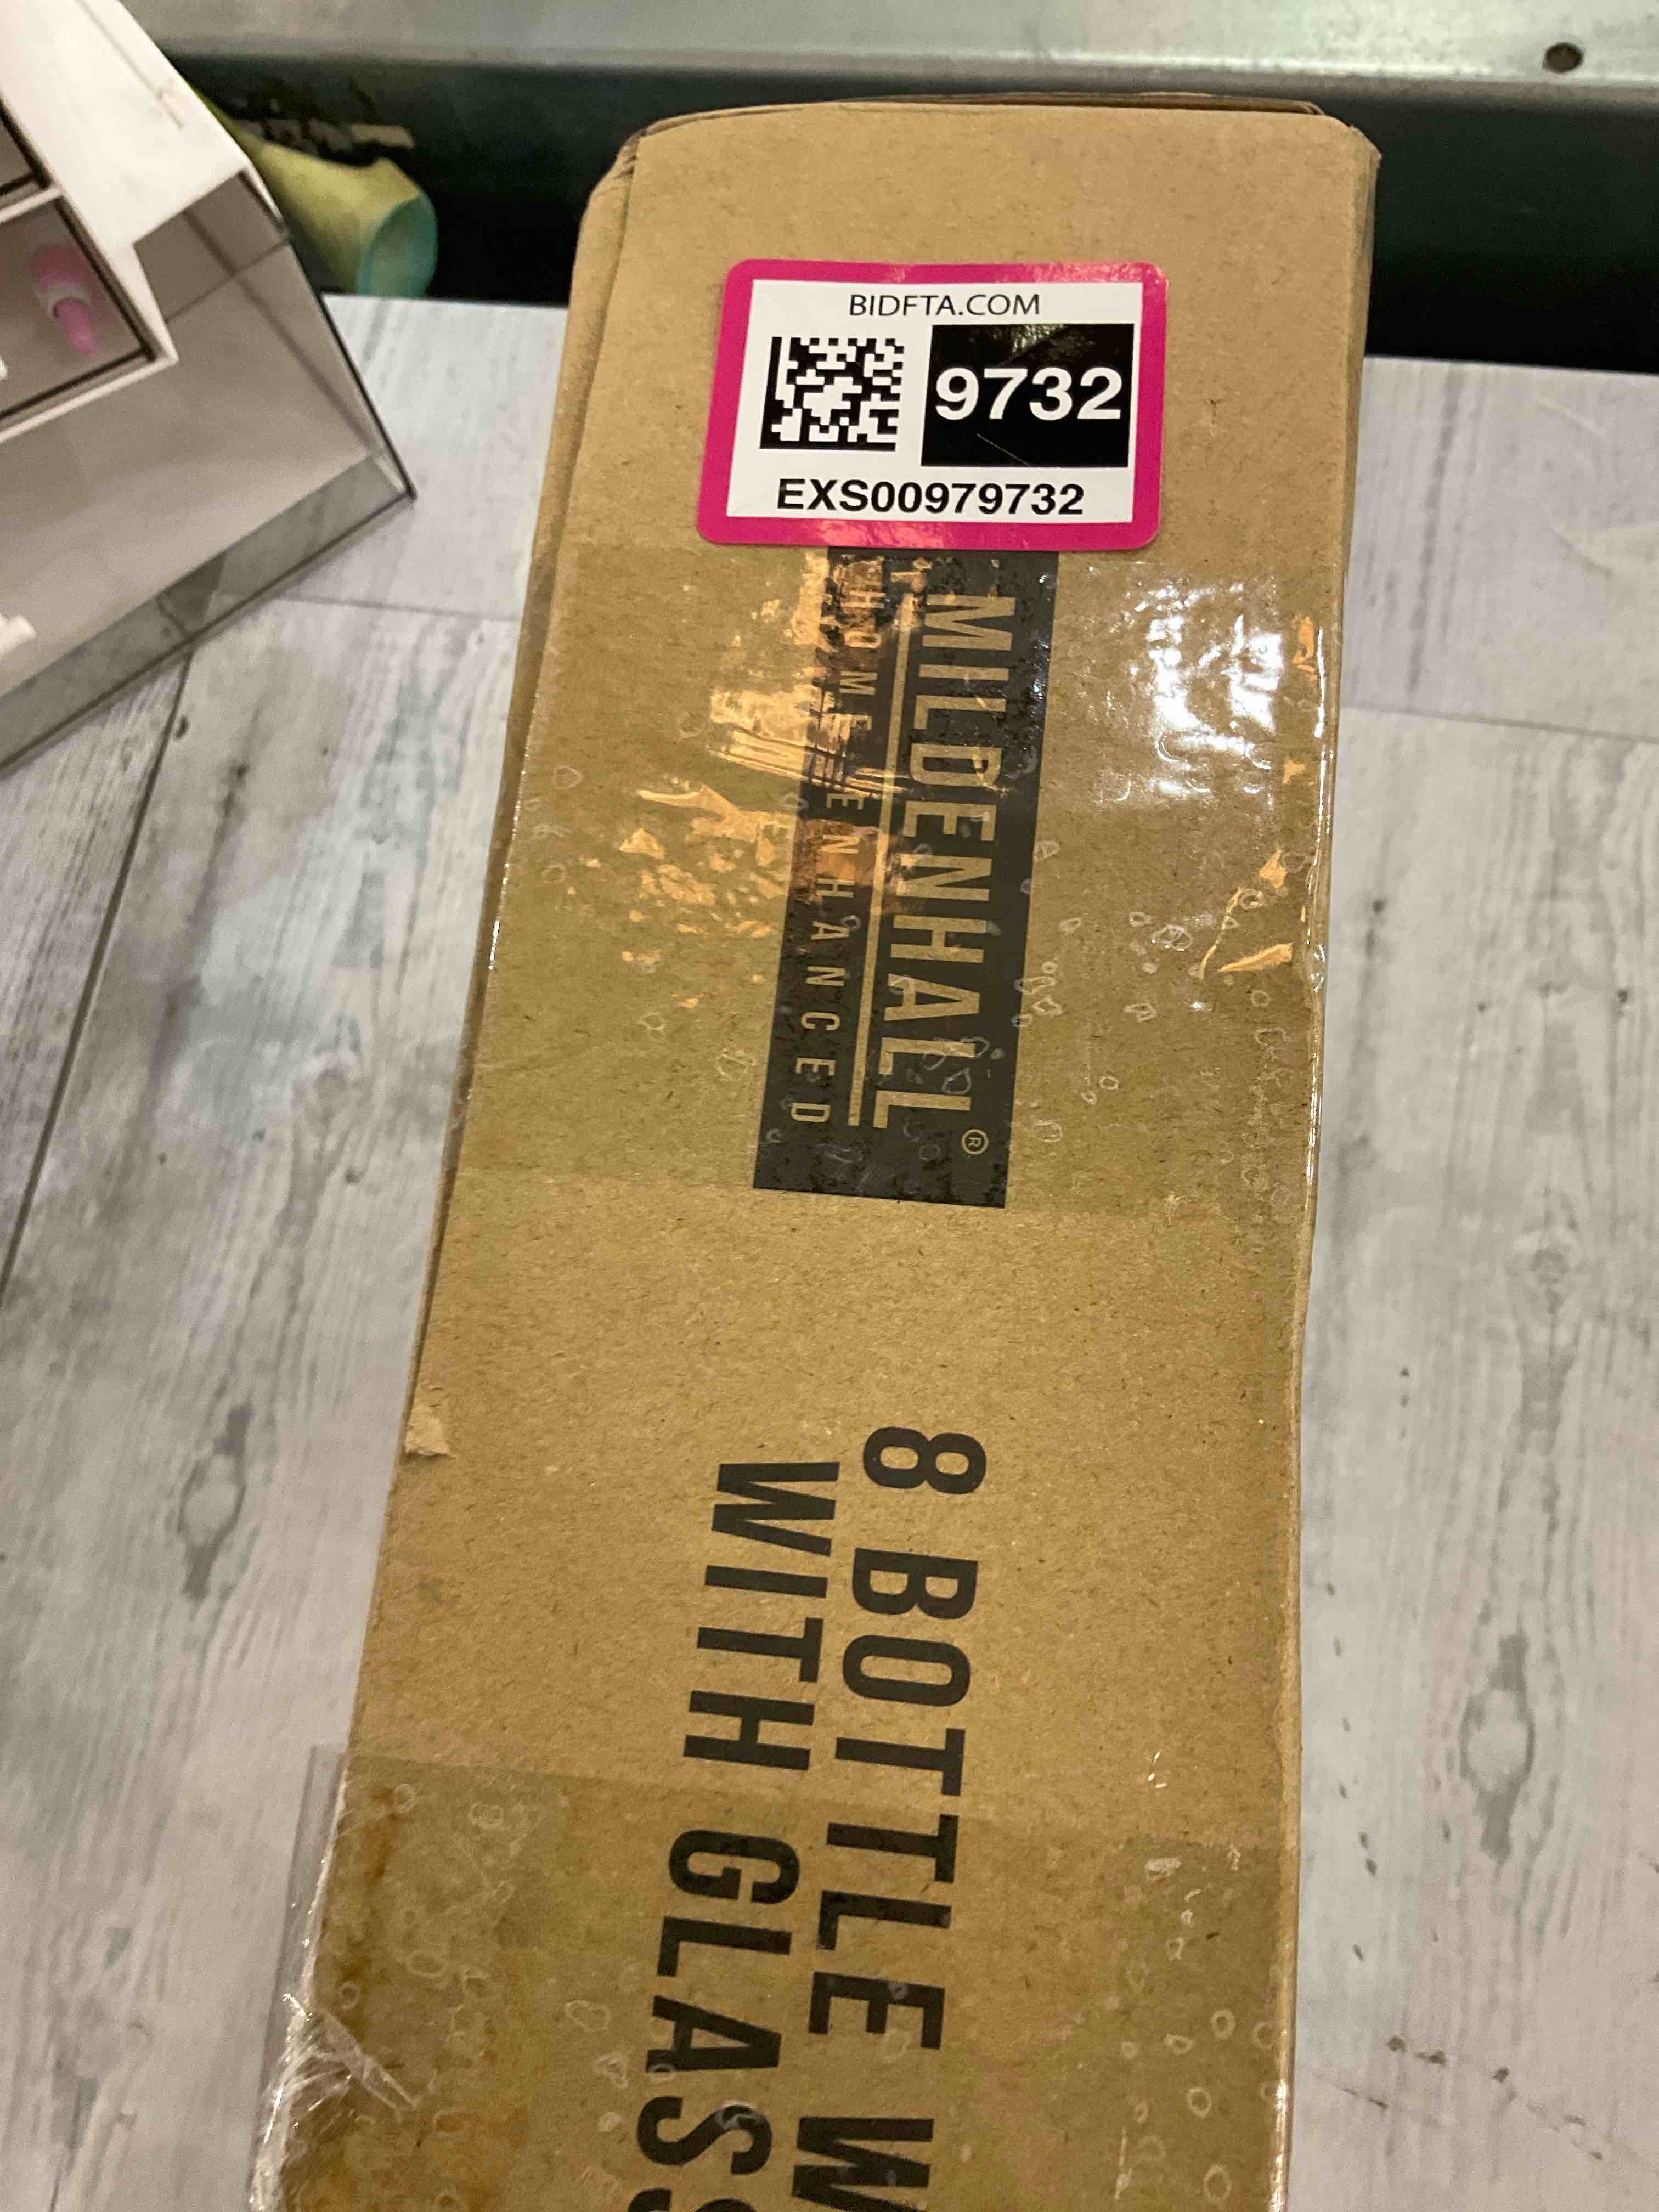 BIDFTA.COM
9732
EXS00979732
MILDENHALL®
HOME ENHANCED
8 BOTTLE W
WITH GLASS